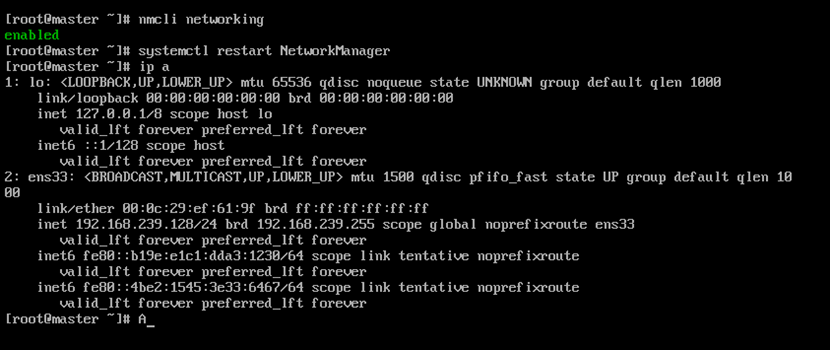 [root@master ~]# nmcli networking
enabled
[root@master ~]# systemctl restart NetworkManager
[root@master ~]# ip a
1: lo: <LOOPBACK,UP,LOWER_UP> mtu 65536 qdisc noqueue state UNKNOWN group default qlen 1000
    link/loopback 00:00:00:00:00:00 brd 00:00:00:00:00:00
    inet 127.0.0.1/8 scope host lo
       valid_lft forever preferred_lft forever
    inet6 ::1/128 scope host
       valid_lft forever preferred_lft forever
2: ens33: <BROADCAST,MULTICAST,UP,LOWER_UP> mtu 1500 qdisc pfifo_fast state UP group default qlen 10
00
    link/ether 00:0c:29:ef:61:9f brd ff:ff:ff:ff:ff:ff
    inet 192.168.239.128/24 brd 192.168.239.255 scope global noprefixroute ens33
       valid_lft forever preferred_lft forever
    inet6 fe80::b19e:e1c1:dda3:1230/64 scope link tentative noprefixroute
       valid_lft forever preferred_lft forever
    inet6 fe80::4be2:1545:3e33:6467/64 scope link tentative noprefixroute
       valid_lft forever preferred_lft forever
[root@master ~]# A_